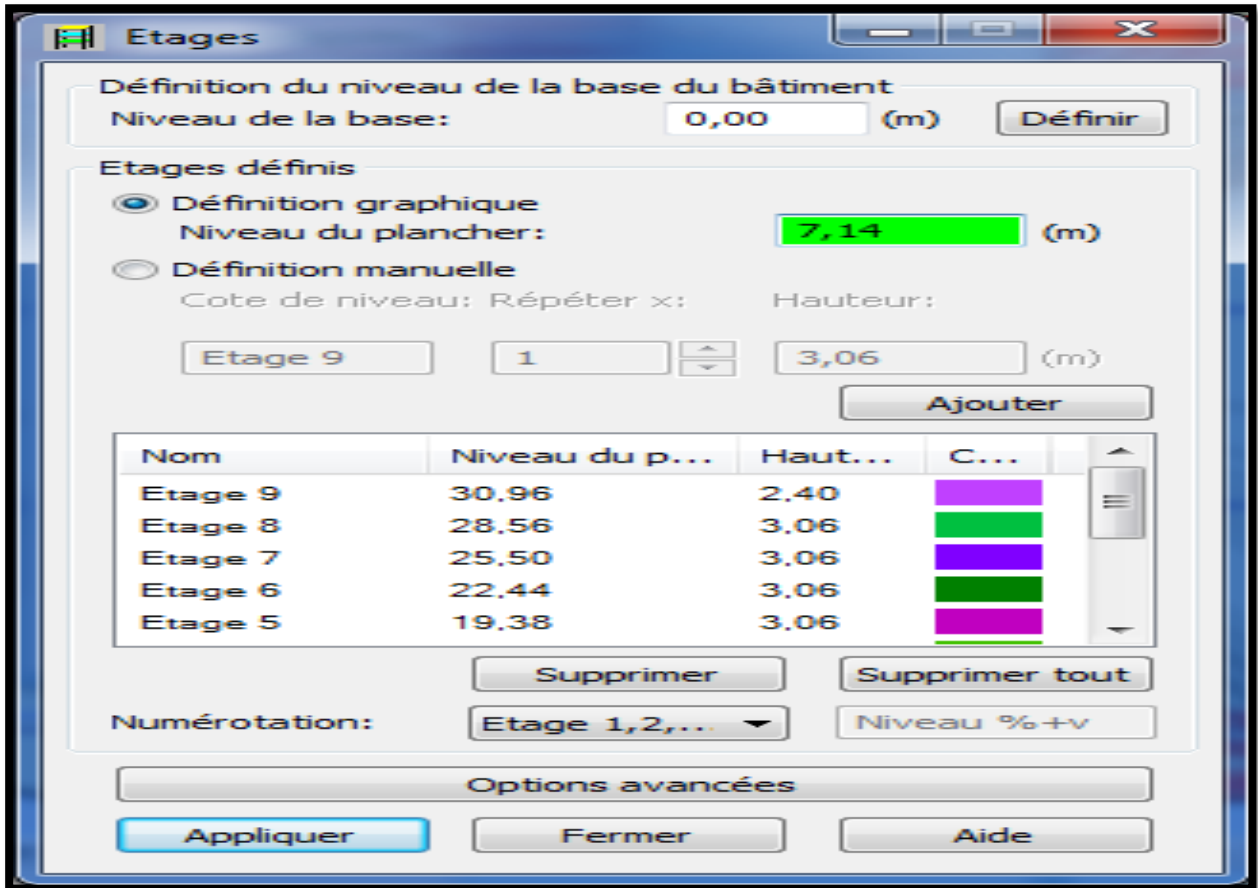 Etages
Définition du niveau de la base du bâtiment
Niveau de la base: 0,00 (m) Définir
Etages définis
Définition graphique
Niveau du plancher: 7,14 (m)
Définition manuelle
Cote de niveau: Répéter x: Hauteur:
Etage 9 1 3,06 (m)
Ajouter
Nom Niveau du p... Haut... C...
Etage 9 30,96 2,40
Etage 8 28,56 3,06
Etage 7 25,50 3,06
Etage 6 22,44 3,06
Etage 5 19,38 3,06
Supprimer Supprimer tout
Numérotation: Etage 1,2,... Niveau %+v
Options avancées
Appliquer Fermer Aide